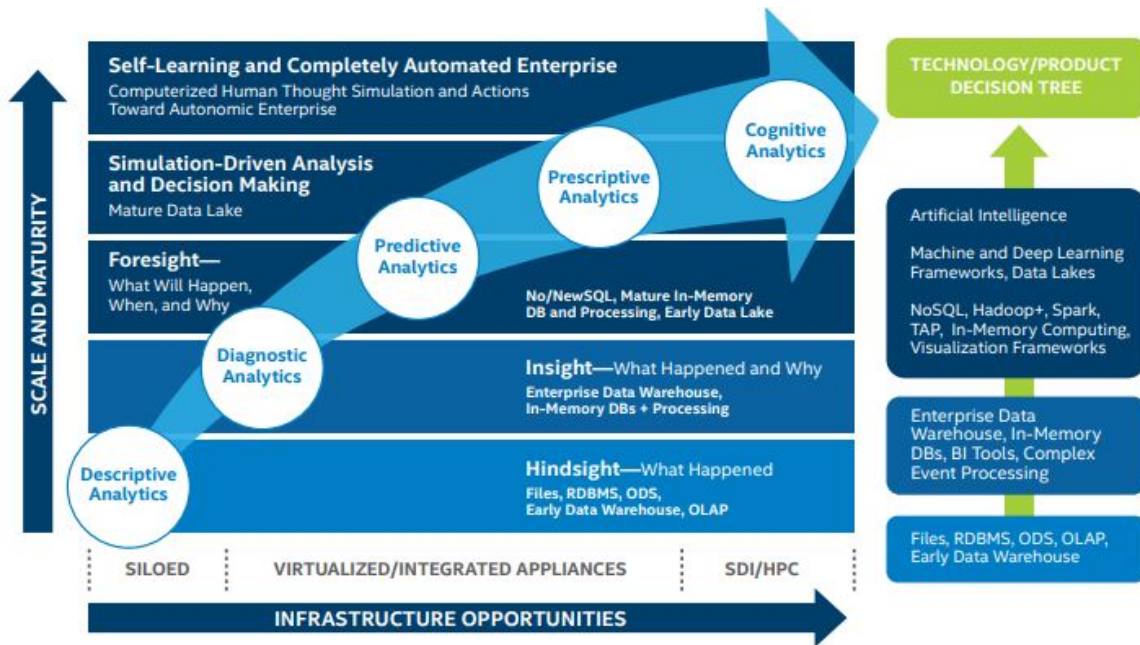 SCALE AND MATURITY
Self-Learning and Completely Automated Enterprise
Computerized Human Thought Simulation and Actions
Toward Autonomic Enterprise
Cognitive
Analytics
Simulation-Driven Analysis
and Decision Making
Mature Data Lake
Prescriptive
Analytics
Foresight—
What Will Happen,
When, and Why
Predictive
Analytics
No/NewSQL, Mature In-Memory
DB and Processing, Early Data Lake
Diagnostic
Analytics
Insight—What Happened and Why
Enterprise Data Warehouse,
In-Memory DBs + Processing
Descriptive
Analytics
Hindsight—What Happened
Files, RDBMS, ODS,
Early Data Warehouse, OLAP
SILOED
VIRTUALIZED/INTEGRATED APPLIANCES
SDI/HPC
INFRASTRUCTURE OPPORTUNITIES
TECHNOLOGY/PRODUCT
DECISION TREE
Artificial Intelligence
Machine and Deep Learning
Frameworks, Data Lakes
NoSQL, Hadoop+, Spark,
TAP, In-Memory Computing,
Visualization Frameworks
Enterprise Data
Warehouse, In-Memory
DBs, BI Tools, Complex
Event Processing
Files, RDBMS, ODS, OLAP,
Early Data Warehouse